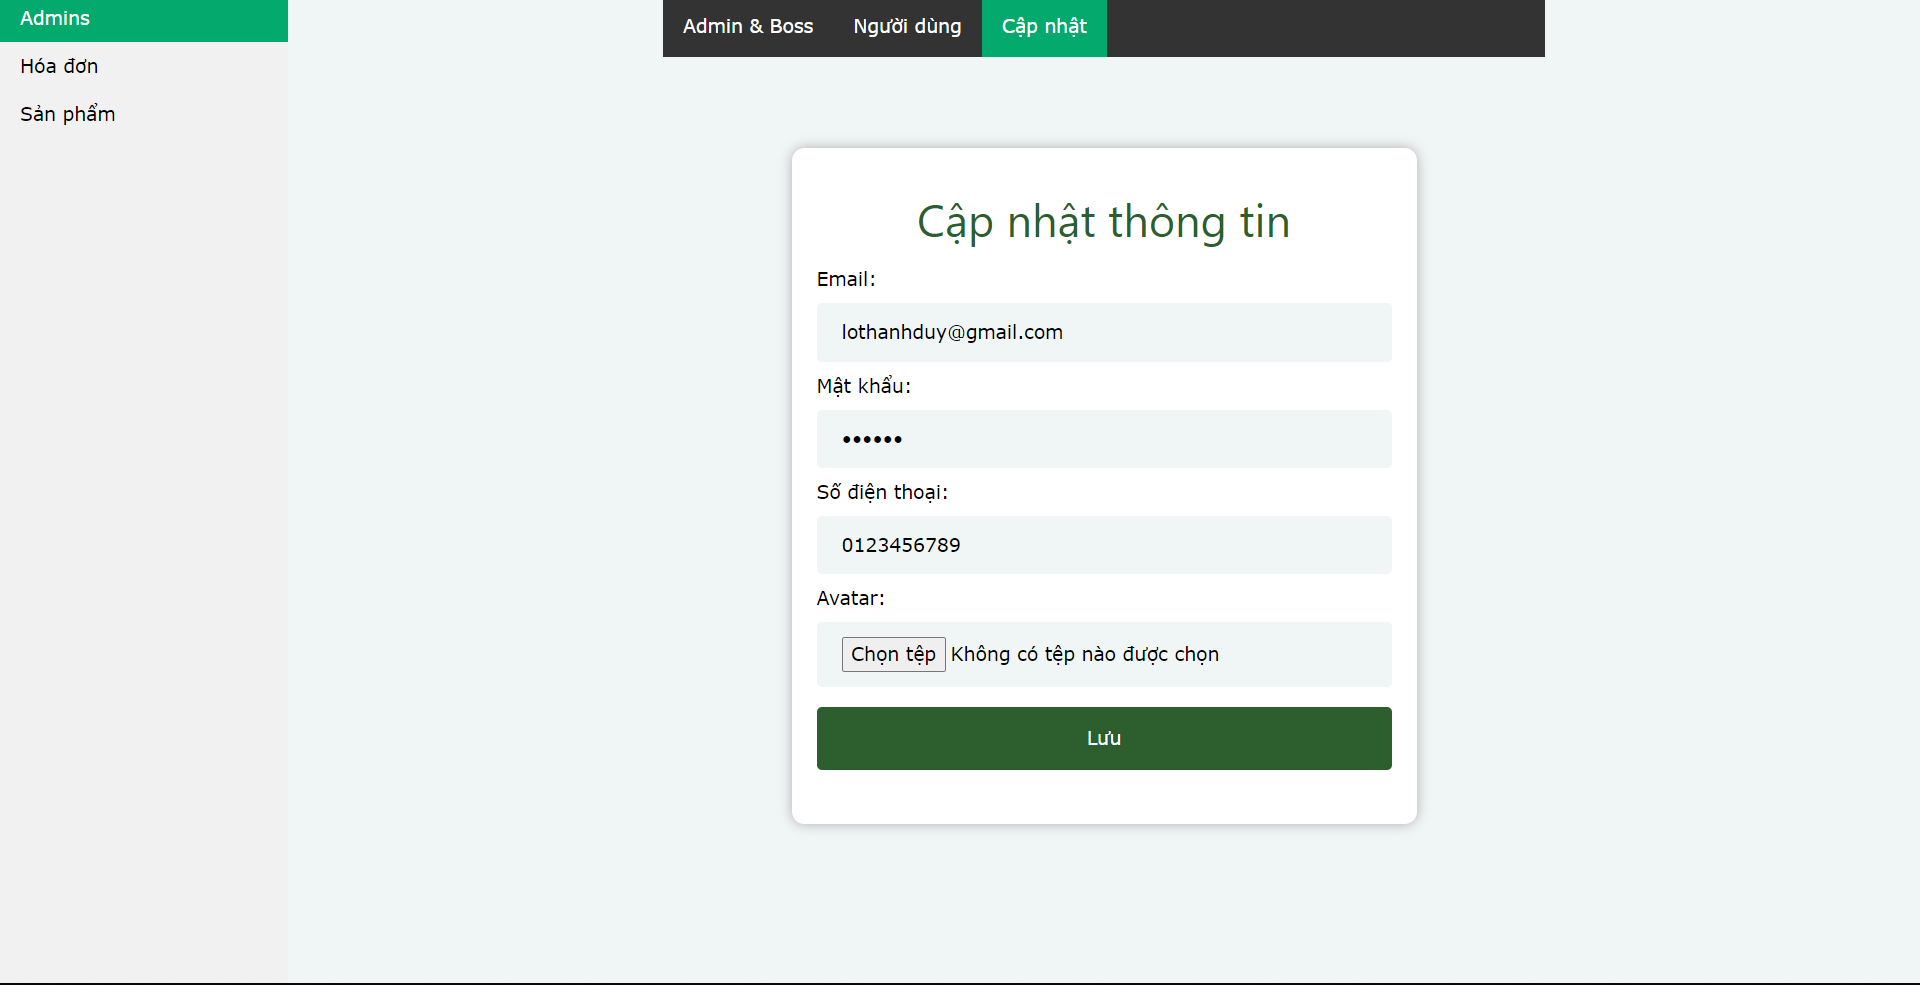 Admins
Hóa đơn
Sản phẩm
Admin & Boss Người dùng Cập nhật
Cập nhật thông tin
Email:
lothanhduy@gmail.com
Mật khẩu:
••••••
Số điện thoại:
0123456789
Avatar:
Chọn tệp Không có tệp nào được chọn
Lưu